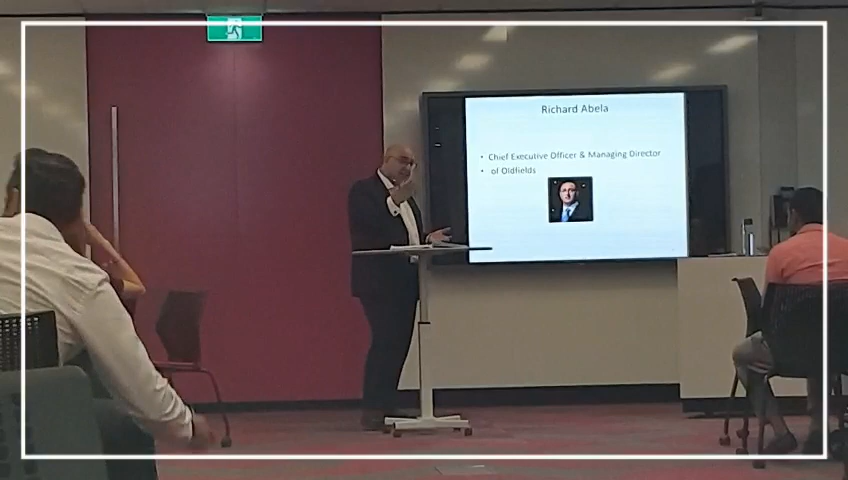 Richard Abela
• Chief Executive Officer & Managing Director
• of Oldfields